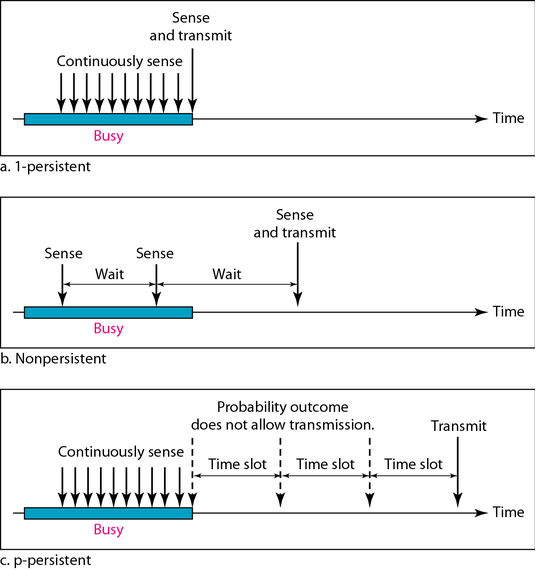 Sense
and transmit
Continuously sense
Time
Busy
a. 1-persistent
Sense
and transmit
Sense
Sense
Wait
Wait
Time
Busy
b. Nonpersistent
Probability outcome
does not allow transmission.
Transmit
Continuously sense
Time slot
Time slot
Time slot
Time
Busy
c. p-persistent